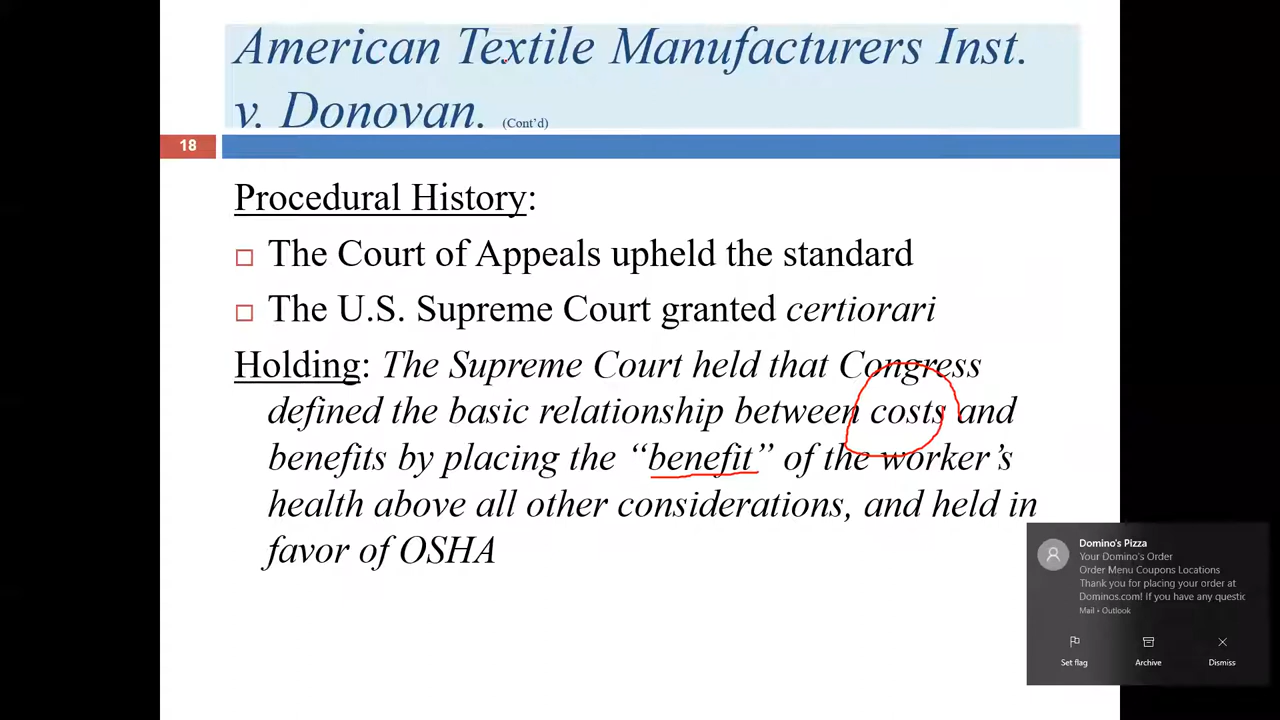 American Textile Manufacturers Inst.
v. Donovan. (Cont’d)
18
Procedural History:
The Court of Appeals upheld the standard
The U.S. Supreme Court granted certiorari
Holding: The Supreme Court held that Congress
defined the basic relationship between costs and
benefits by placing the “benefit” of the worker’s
health above all other considerations, and held in
favor of OSHA
Domino's Pizza
Your Domino's Order
Order Menu Coupons Locations
Thank you for placing your order at
Dominos.com! If you have any
Mail • Outlook
Set flag
Archive
Dismiss